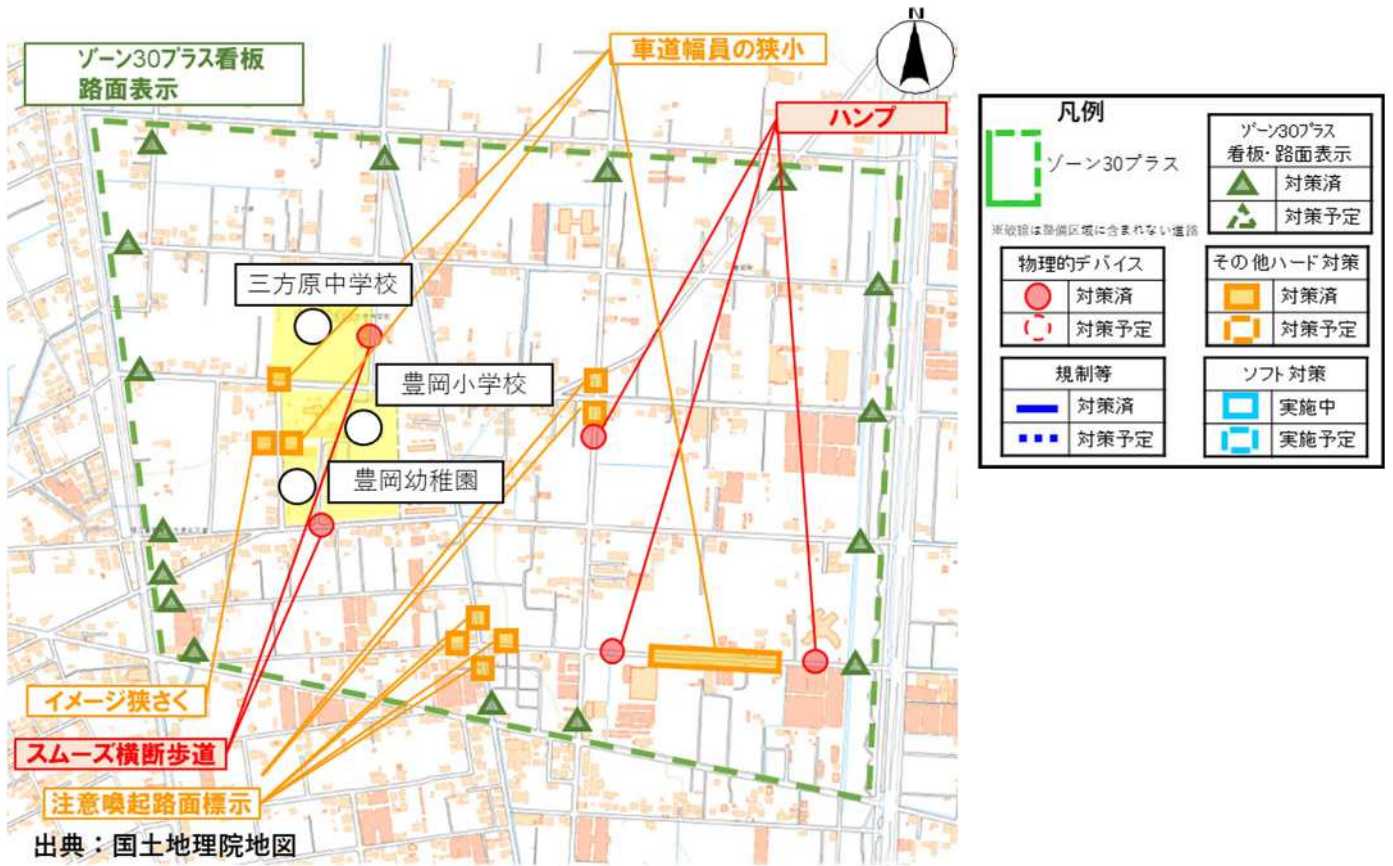 ゾーン30プラス看板
路面表示
車道幅員の狭小
N
ハンプ
三方原中学校
豊岡小学校
豊岡幼稚園
イメージ狭さく
スムーズ横断歩道
注意喚起路面標示
出典：国土地理院地図
凡例
ゾーン30プラス
※破線は整備区域に含まれない道路
ゾーン30プラス
看板・路面表示
対策済
対策予定
物理的デバイス
対策済
対策予定
その他ハード対策
対策済
対策予定
規制等
対策済
対策予定
ソフト対策
実施中
実施予定